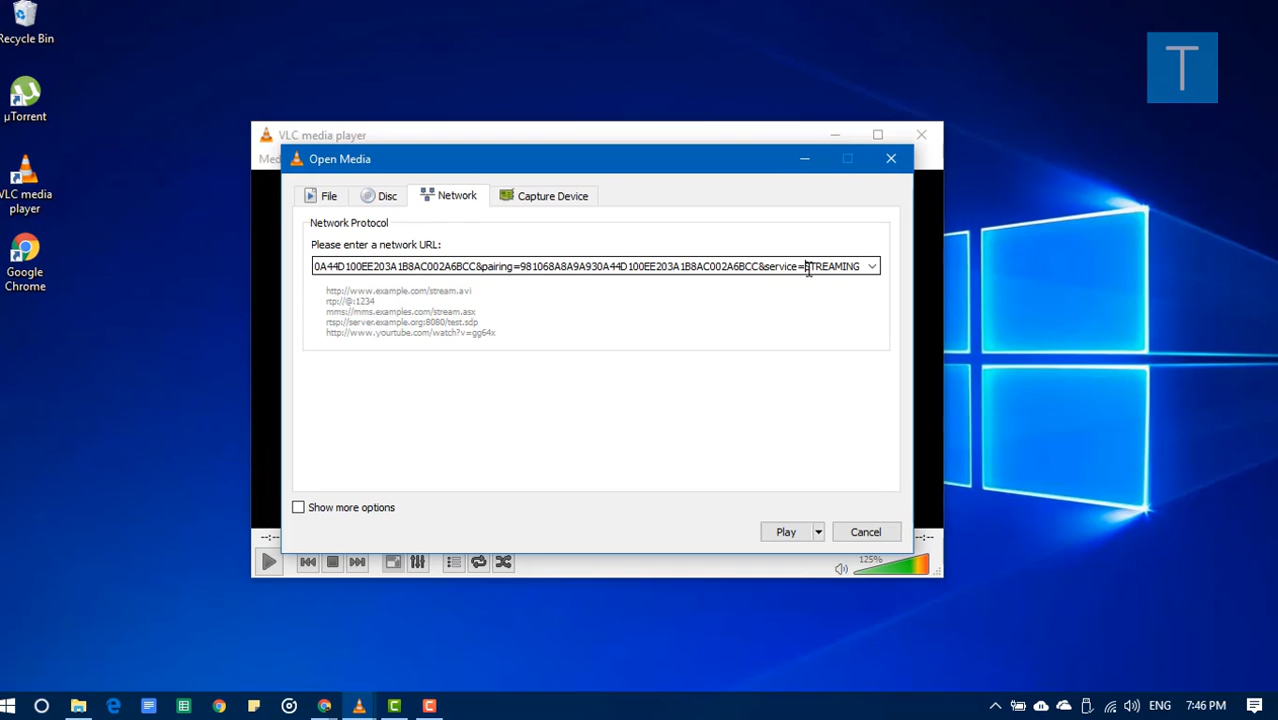 Recycle Bin
T
µTorrent
VLC media player
Med
VLC media
player
Open Media
File
Disc
Network
Capture Device
Network Protocol
Please enter a network URL:
0A44D100EE203A1B8AC002A6BCC&pairing=981068A8A9A930A44D100EE203A1B8AC002A6BCC&service=STREAMING
Google
Chrome
http://www.example.com/stream.avi
rtp://@:1234
mms://mms.examples.com/stream.asx
rtsp://server.example.org:8080/test.sdp
http://www.yourtube.com/watch?v=gg64x
Show more options
Play
Cancel
--:--
--:--
125%
ENG
7:46 PM